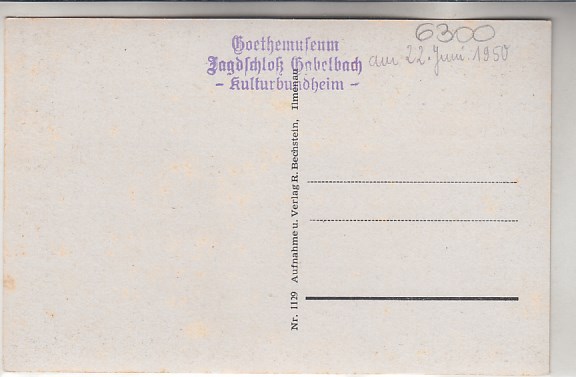 6300
Goethemuseum
Jagdschloß Gabelbach
- Kulturbundheim -
am 22. Juni 1950
Nr. 1129 Aufnahme u. Verlag R. Bechstein, Ilmenau